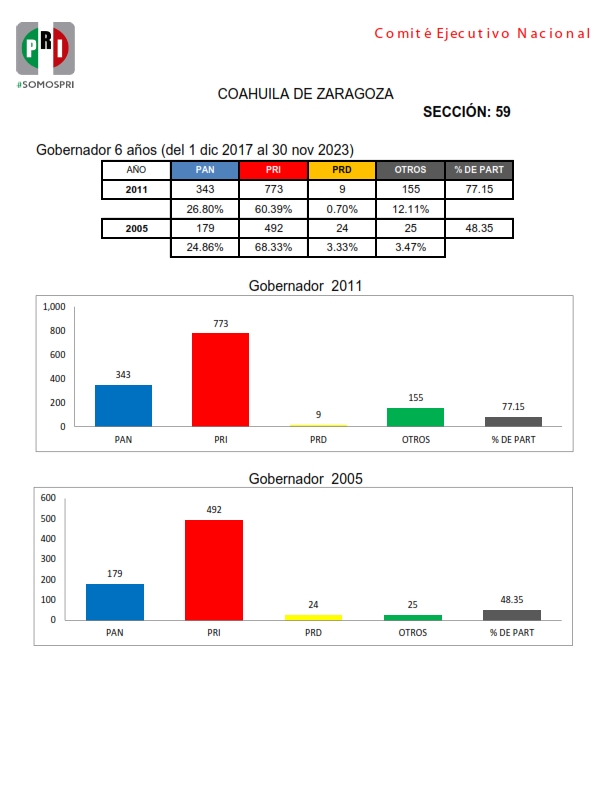 Comité Ejecutivo Nacional
PRI
#SOMOSPRI
COAHUILA DE ZARAGOZA
SECCIÓN: 59
Gobernador 6 años (del 1 dic 2017 al 30 nov 2023)
AÑO PAN PRI PRD OTROS % DE PART
2011 343 773 9 155 77.15
26.80% 60.39% 0.70% 12.11%
2005 179 492 24 25 48.35
24.86% 68.33% 3.33% 3.47%
Gobernador 2011
1,000
800
600
400
200
0
343 773 9 155 77.15
PAN PRI PRD OTROS % DE PART
Gobernador 2005
600
500
400
300
200
100
0
179 492 24 25 48.35
PAN PRI PRD OTROS % DE PART